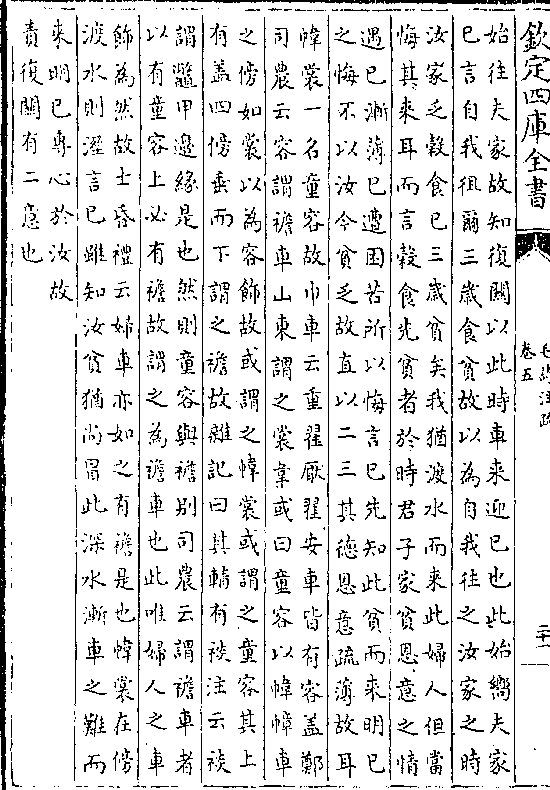 欽定四庫全書
毛詩注疏
卷五
二十一
始往夫家故知復關以此時車來迎已也此始嚮夫家
已言自我徂爾三歲食貧故以為自我往之汝家之時
汝家乏穀食已三歲貧矣我猶渡水而來此婦人但當
悔其來耳而言穀食先貧者於時君子家貧恩意之情
遇已漸薄已遭困苦所以悔言已先知此貧而來明已
之悔不以汝今貧乏故直以二三其德恩意疏薄故耳
幃裳一名童容故巾車云重翟厭翟安車皆有容蓋鄭
司農云容謂襜車山東謂之裳幃或曰童容以幃幛車
之傍如裳以為容飾故或謂之幃裳或謂之童容其上
有蓋四傍垂而下謂之襜故雜記曰其輤有裧注云裧
謂鼈甲邊緣是也然則童容與襜別司農云謂襜車者
以有童容上必有襜故謂之為襜車也此唯婦人之車
飾為然故士昏禮云婦車亦如之有襜是也幃裳在傍
渡水則溼言已雖知汝貧猶尚冒此深水漸車之難而
來明已專心於汝故
責復關有二意也